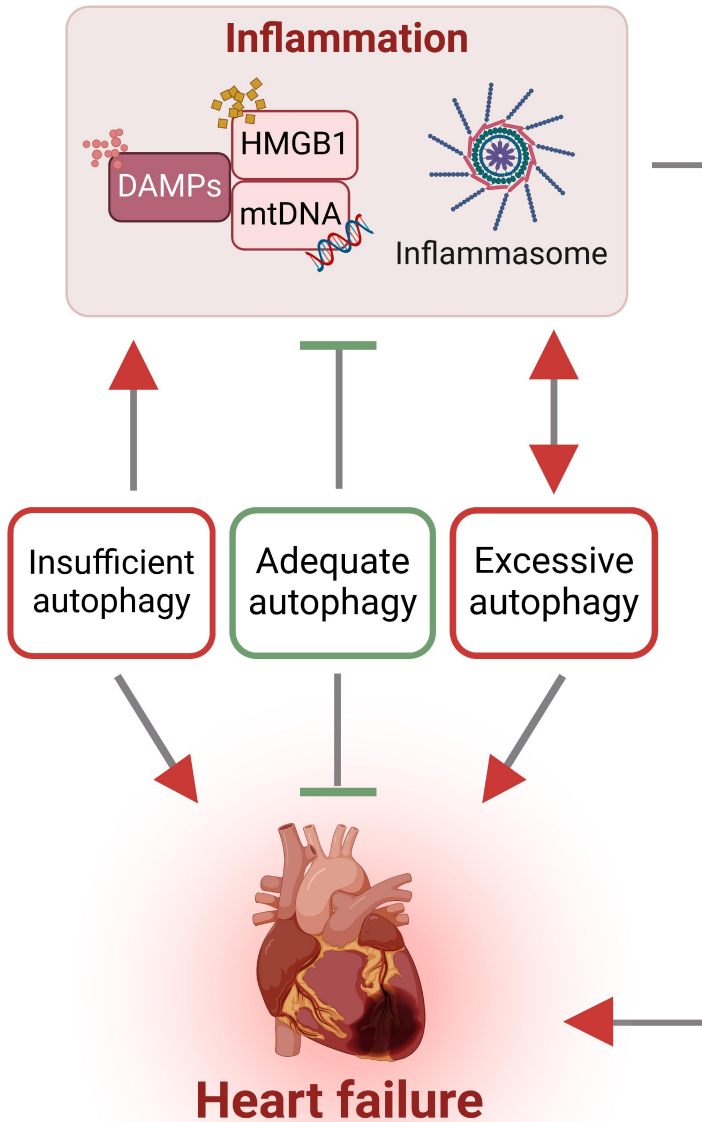 Inflammation
HMGB1
DAMPs
mtDNA
Inflammasome
Insufficient
autophagy
Adequate
autophagy
Excessive
autophagy
Heart failure